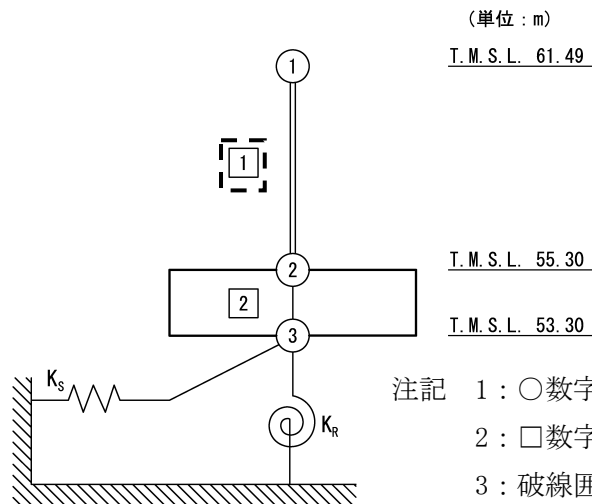 (単位：m)
①
T.M.S.L. 61.49
1
②
T.M.S.L. 55.30
2
③
T.M.S.L. 53.30
K_S
K_R
注記 1：○数字
2：□数字
3：破線囲